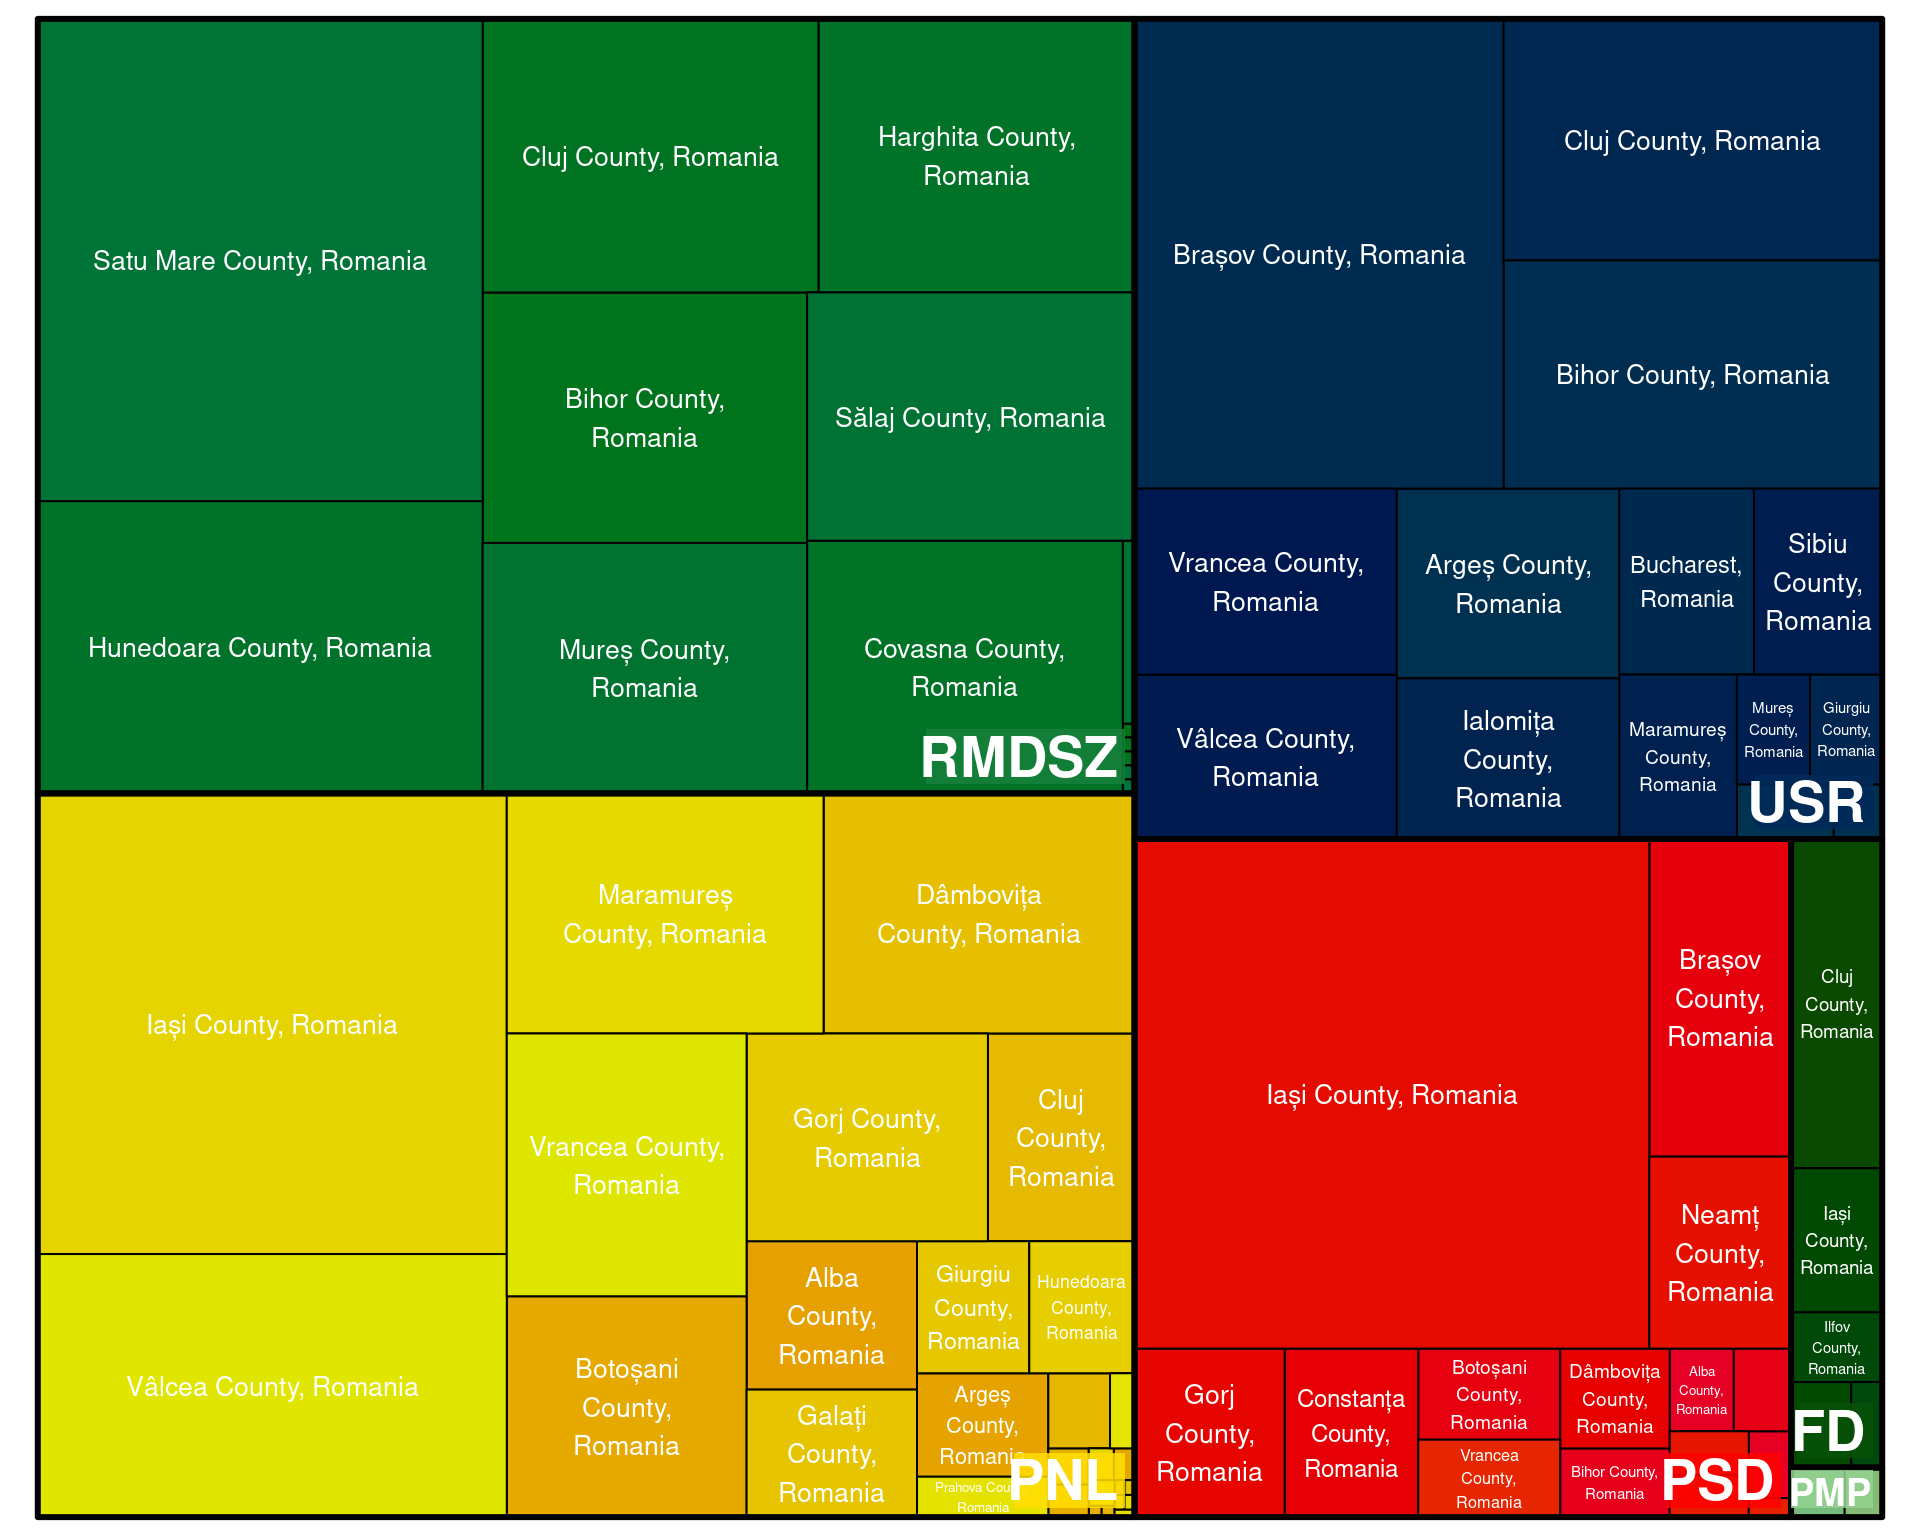 Satu Mare County, Romania
Cluj County, Romania
Harghita County,
Romania
Bihor County,
Romania
Sălaj County, Romania
Hunedoara County, Romania
Mureș County,
Romania
Covasna County,
Romania
RMDSZ
Brașov County, Romania
Cluj County, Romania
Bihor County, Romania
Vrancea County,
Romania
Argeș County,
Romania
Bucharest,
Romania
Sibiu
County,
Romania
Vâlcea County,
Romania
Ialomița
County,
Romania
Maramureș
County,
Romania
Mureș
County,
Romania
Giurgiu
County,
Romania
USR
Iași County, Romania
Maramureș
County, Romania
Dâmbovița
County, Romania
Vrancea County,
Romania
Gorj County,
Romania
Cluj
County,
Romania
Vâlcea County, Romania
Botoșani
County,
Romania
Alba
County,
Romania
Giurgiu
County,
Romania
Hunedoara
County,
Romania
Galați
County,
Romania
Argeș
County,
Romania
Prahova County,
Romania
PNL
Iași County, Romania
Brașov
County,
Romania
Neamț
County,
Romania
Gorj
County,
Romania
Constanța
County,
Romania
Botoșani
County,
Romania
Vrancea
County,
Romania
Dâmbovița
County,
Romania
Bihor County,
Romania
Alba
County,
Romania
PSD
Cluj
County,
Romania
Iași
County,
Romania
Ilfov
County,
Romania
FD
PMP